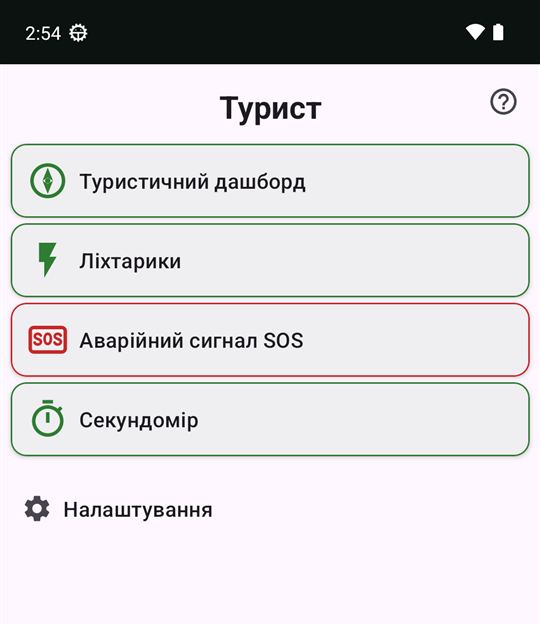 2:54
Турист
Туристичний дашборд
Ліхтарики
SOS Аварійний сигнал SOS
Секундомір
Налаштування